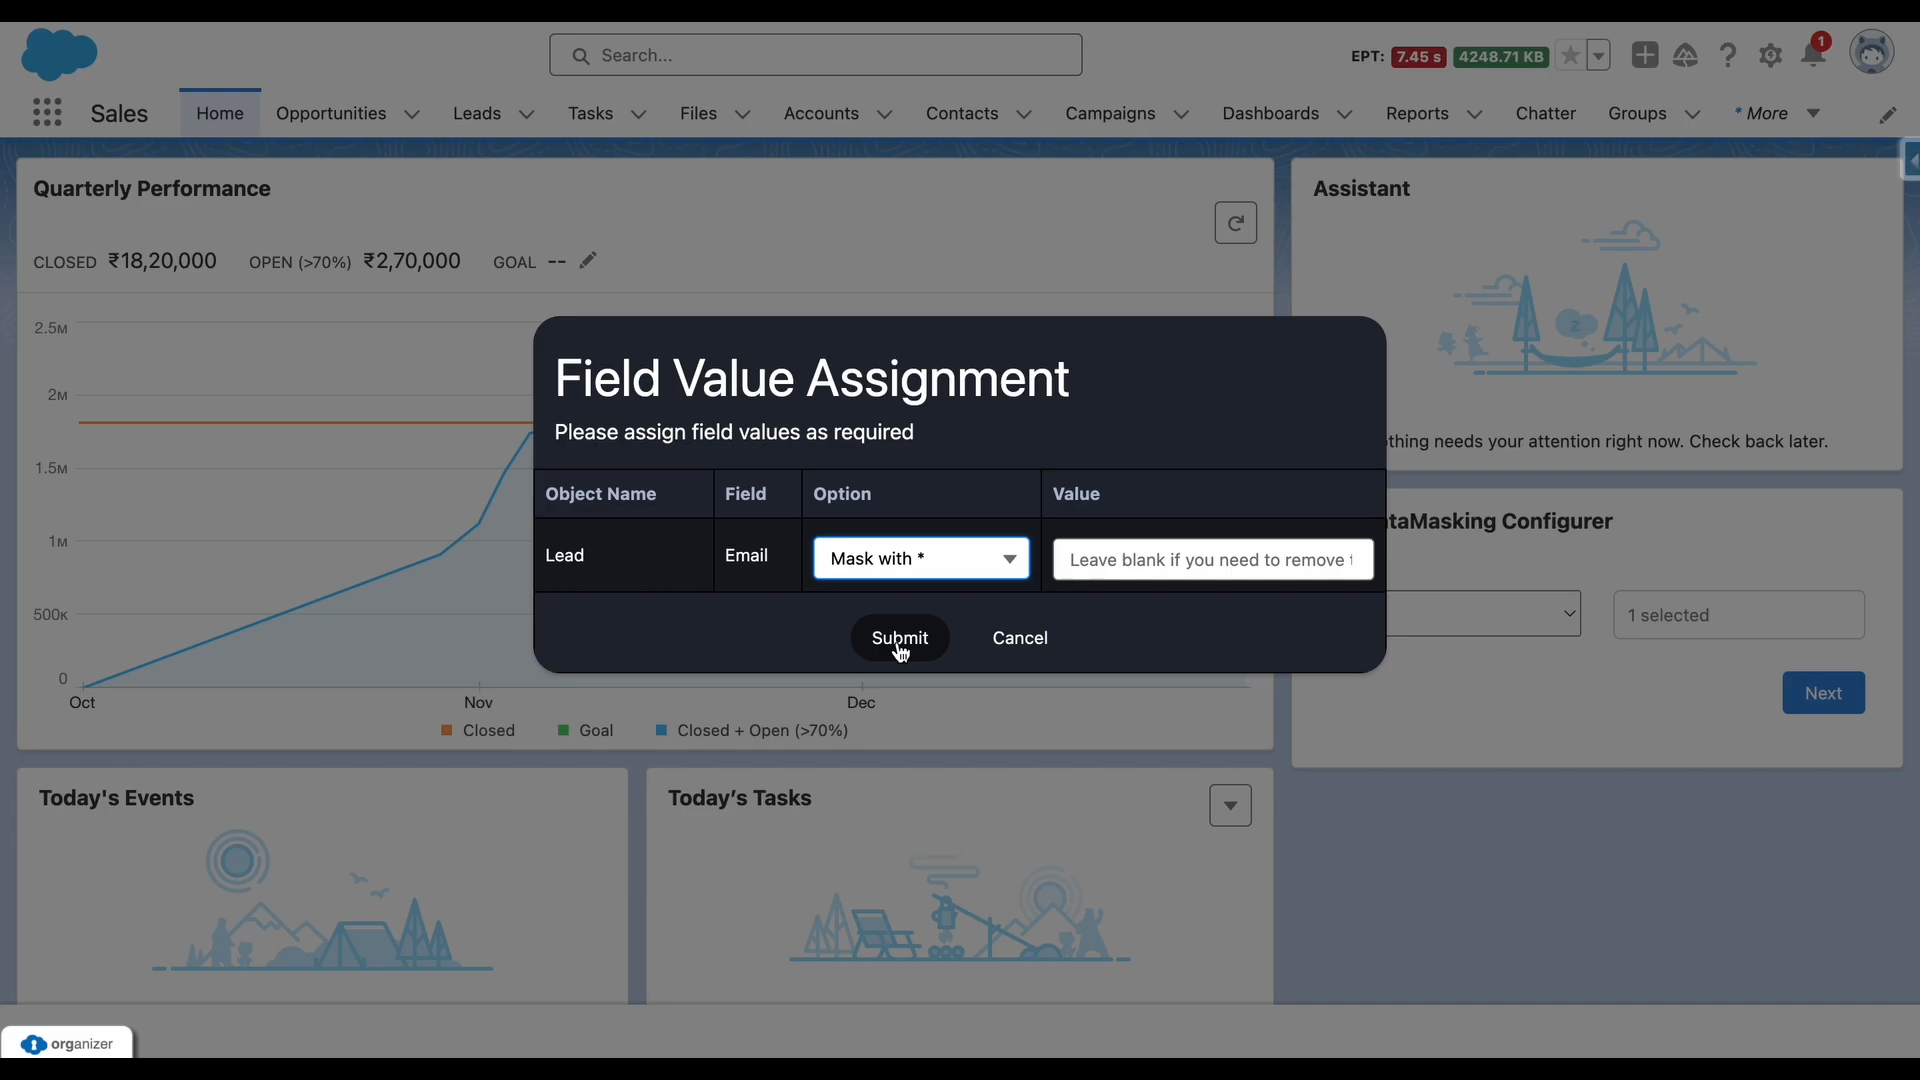 Search...
EPT: 7.45 s 4248.71 KB
1
Sales Home Opportunities Leads Tasks Files Accounts Contacts Campaigns Dashboards Reports Chatter Groups * More
Quarterly Performance
CLOSED ₹18,20,000 OPEN (>70%) ₹2,70,000 GOAL --
2.5M
2M
1.5M
1M
500K
0
Oct Nov Dec
Closed Goal Closed + Open (>70%)
Assistant
z
thing needs your attention right now. Check back later.
Field Value Assignment
Please assign field values as required
Object Name Field Option Value
Lead Email Mask with * Leave blank if you need to remove
Submit Cancel
taMasking Configurer
1 selected
Next
Today's Events
Today’s Tasks
organizer